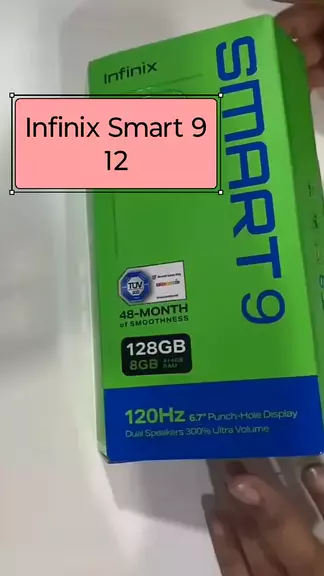 Infinix
Infinix Smart 9
12
SMART 9
TÜV
48-MONTH
of SMOOTHNESS
128GB
8GB
120Hz 6.7" Punch-Hole Display
Dual Speakers 300% Ultra Volume